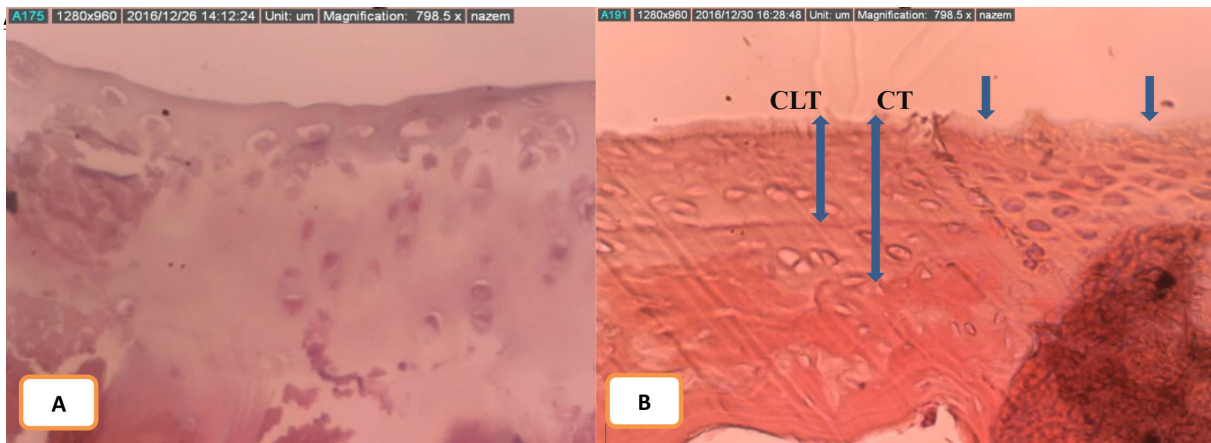 A175 1280x960 2016/12/26 14:12:24 Unit: um Magnification: 798.5 x nazem
A191 1280x960 2016/12/30 16:28:48 Unit: um Magnification: 798.5 x nazem
CLT CT
A
B